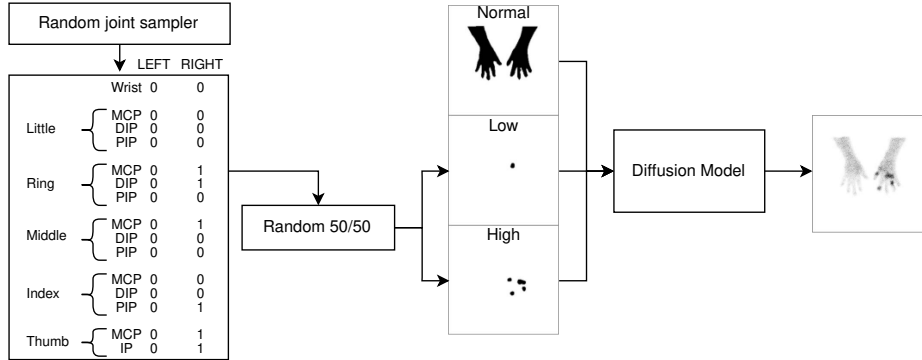 Random joint sampler
LEFT RIGHT
Wrist 0 0
Little
MCP 0 0
DIP 0 0
PIP 0 0
Ring
MCP 0 1
DIP 0 1
PIP 0 0
Middle
MCP 0 1
DIP 0 0
PIP 0 0
Index
MCP 0 0
DIP 0 0
PIP 0 1
Thumb
MCP 0 1
IP 0 1
Random 50/50
Normal
Low
High
Diffusion Model